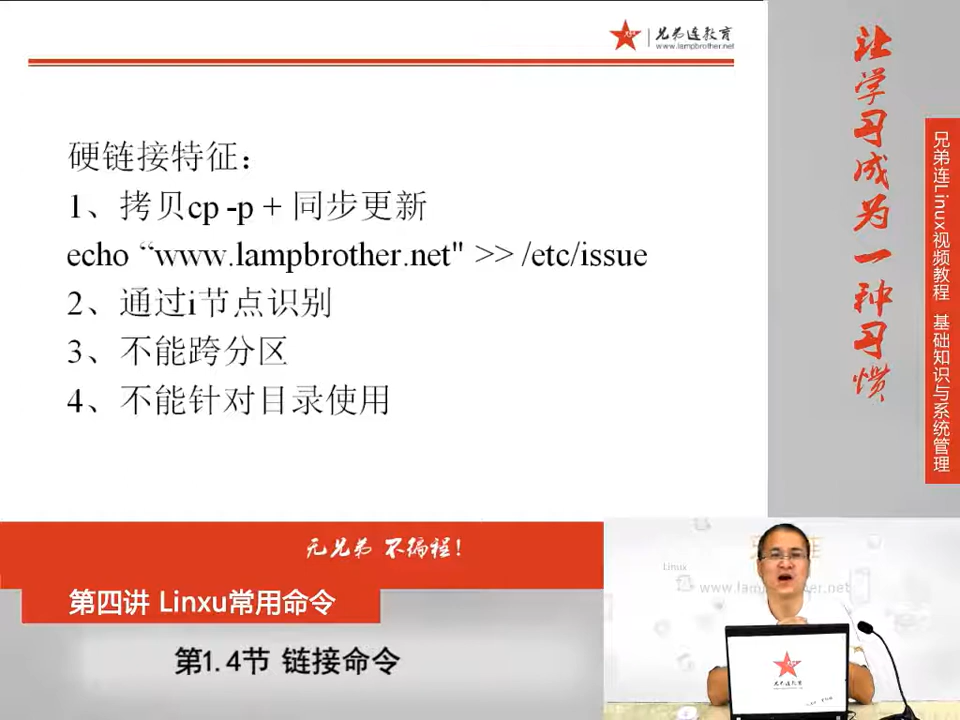 兄弟连教育
www.lampbrother.net
硬链接特征：
1、拷贝cp -p + 同步更新
echo “www.lampbrother.net" >> /etc/issue
2、通过i节点识别
3、不能跨分区
4、不能针对目录使用
让学习成为一种习惯
兄弟连Linux视频教程 基础知识与系统管理
无兄弟 不编程!
第四讲 Linxu常用命令
第1.4节 链接命令
Linux